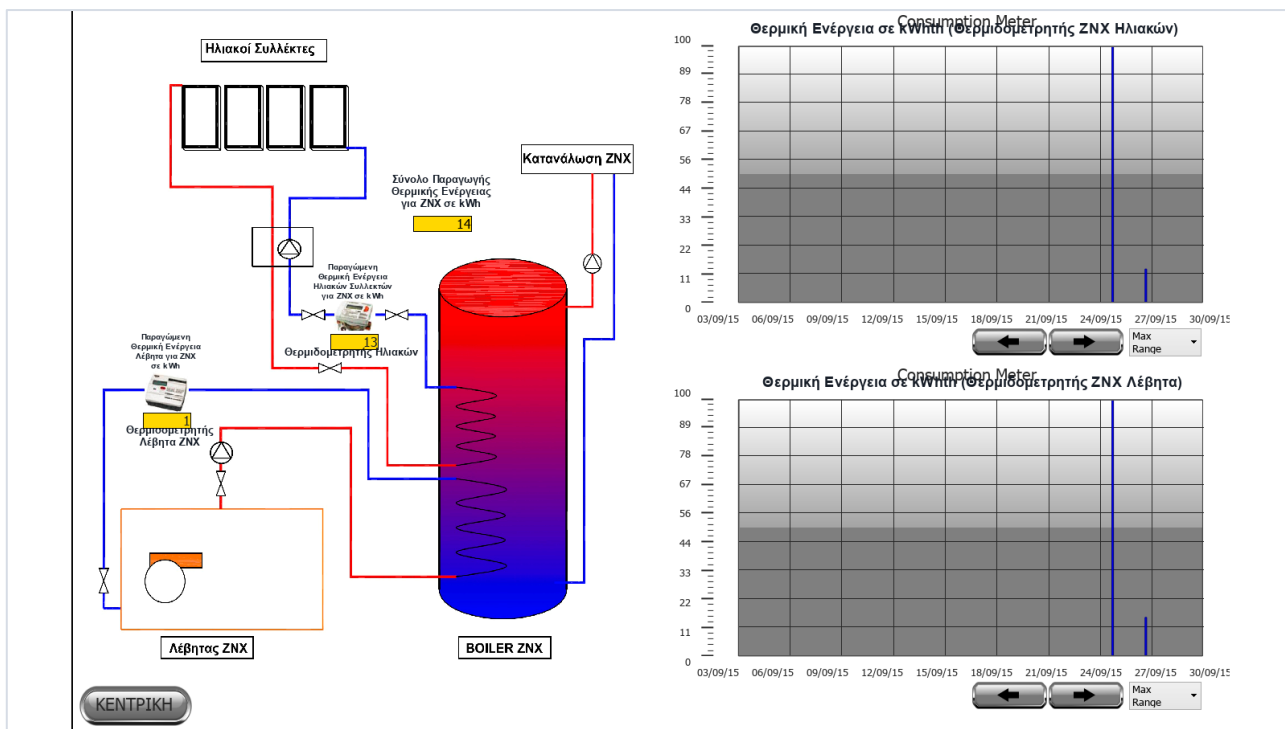 Ηλιακοί Συλλέκτες
Κατανάλωση ΖΝΧ
Σύνολο Παραγωγής
Θερμικής Ενέργειας
για ΖΝΧ σε kWh
14
Παραγώμενη
Θερμική Ενέργεια
Ηλιακών Συλλεκτών
για ΖΝΧ σε kWh
13
Θερμιδομετρητής Ηλιακών
Παραγώμενη
Θερμική Ενέργεια
Λέβητα για ΖΝΧ
σε kWh
1
Θερμιδομετρητής
Λέβητα ΖΝΧ
Λέβητας ΖΝΧ
BOILER ZNX
ΚΕΝΤΡΙΚΗ
Consumption Meter
Θερμική Ενέργεια σε kWhth (Θερμιδομετρητής ΖΝΧ Ηλιακών)
100
89
78
67
56
44
33
22
11
0
03/09/15 06/09/15 09/09/15 12/09/15 15/09/15 18/09/15 21/09/15 24/09/15 27/09/15 30/09/15
Max
Range
Consumption Meter
Θερμική Ενέργεια σε kWhth (Θερμιδομετρητής ΖΝΧ Λέβητα)
100
89
78
67
56
44
33
22
11
0
03/09/15 06/09/15 09/09/15 12/09/15 15/09/15 18/09/15 21/09/15 24/09/15 27/09/15 30/09/15
Max
Range